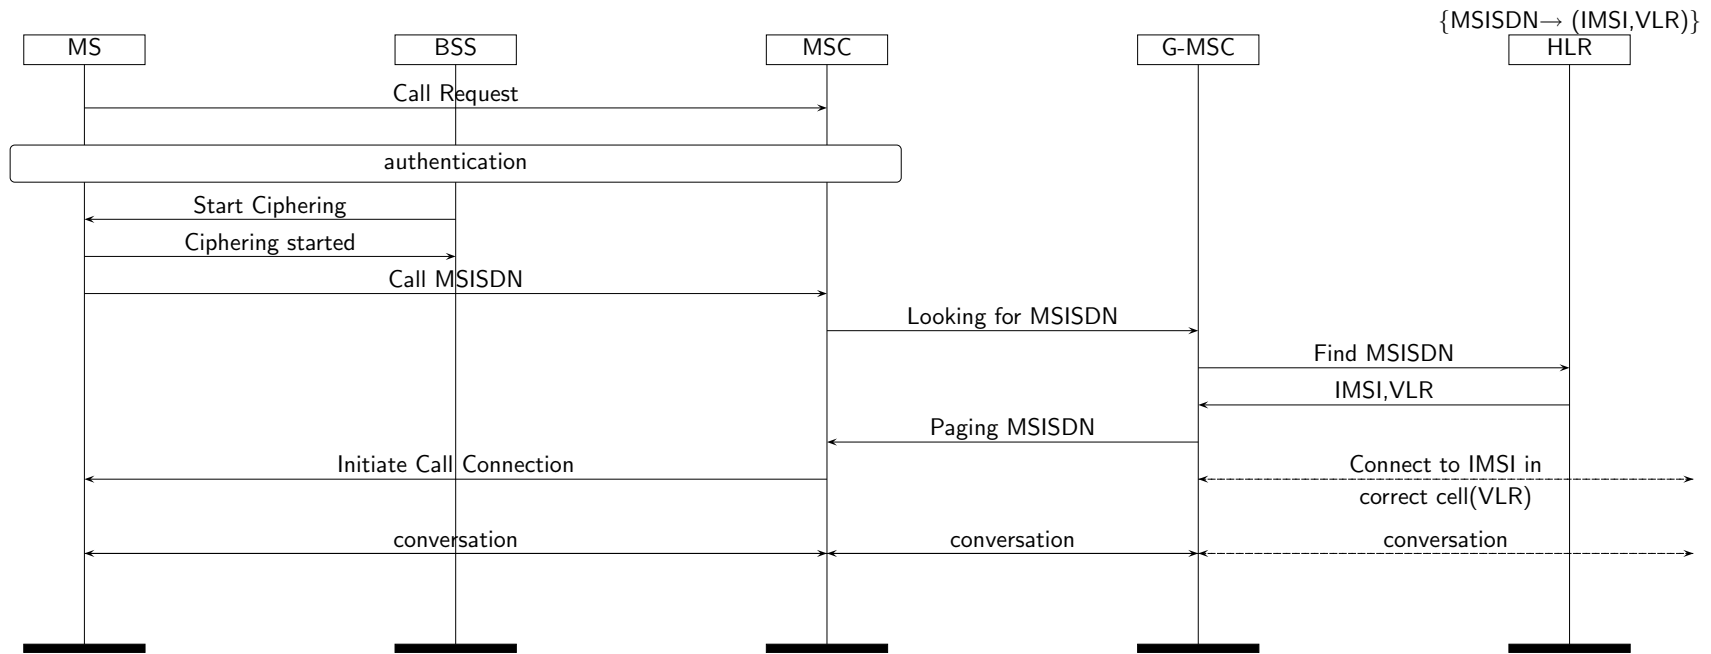 {MSISDN→ (IMSI,VLR)}
MS BSS MSC G-MSC HLR
Call Request
authentication
Start Ciphering
Ciphering started
Call MSISDN
Looking for MSISDN
Find MSISDN
IMSI,VLR
Paging MSISDN
Initiate Call Connection
Connect to IMSI in
correct cell(VLR)
conversation conversation conversation